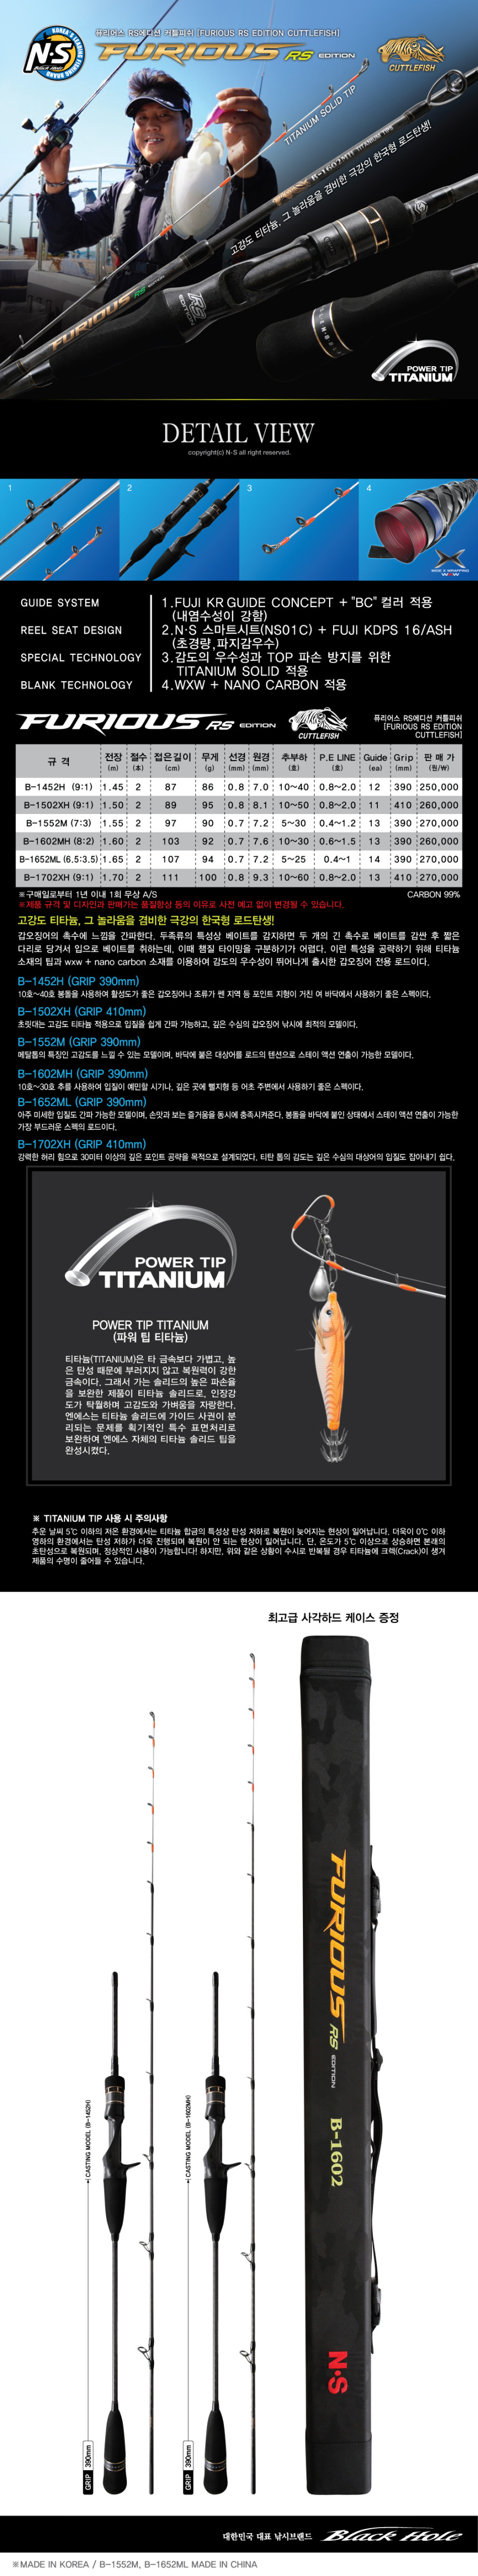 퓨리어스 RS에디션 커틀피쉬 [FURIOUS RS EDITION CUTTLEFISH]
N·S
FURIOUS RS EDITION
CUTTLEFISH
TITANIUM SOLID TIP
B-1602MH
고강도 티타늄, 그 놀라움을 겸비한 극강의 한국형 로드탄생!
FURIOUS RS
RS EDITION
POWER TIP
TITANIUM
DETAIL VIEW
copyright(c) N·S all right reserved.
1
2
3
4
GUIDE SYSTEM
REEL SEAT DESIGN
SPECIAL TECHNOLOGY
BLANK TECHNOLOGY
1.FUJI KR GUIDE CONCEPT + "BC" 컬러 적용
(내염수성이 강함)
2.N·S 스마트시트(NS01C) + FUJI KDPS 16/ASH
(초경량,파지감우수)
3.감도의 우수성과 TOP 파손 방지를 위한
TITANIUM SOLID 적용
4.WXW + NANO CARBON 적용
FURIOUS RS EDITION
CUTTLEFISH
퓨리어스 RS에디션 커틀피쉬
[FURIOUS RS EDITION
CUTTLEFISH]
규 격 전장 (m) 절수 (本) 접은길이 (cm) 무게 (g) 선경 (mm) 원경 (mm) 추부하 (호) P.E LINE (호) Guide (ea) Grip (mm) 판 매 가 (원/₩)
B-1452H (9:1) 1.45 2 87 86 0.8 7.0 10~40 0.8~2.0 12 390 250,000
B-1502XH (9:1) 1.50 2 89 95 0.8 8.1 10~50 0.8~2.0 11 410 260,000
B-1552M (7:3) 1.55 2 97 90 0.7 7.2 5~30 0.4~1.2 13 390 270,000
B-1602MH (8:2) 1.60 2 103 92 0.7 7.6 10~30 0.6~1.5 13 390 260,000
B-1652ML (6.5:3.5) 1.65 2 107 94 0.7 7.2 5~25 0.4~1 14 390 270,000
B-1702XH (9:1) 1.70 2 111 100 0.8 9.3 10~60 0.8~2.0 13 410 270,000
※구매일로부터 1년 이내 1회 무상 A/S CARBON 99%
※제품 규격 및 디자인과 판매가는 품질향상 등의 이유로 사전 예고 없이 변경될 수 있습니다.
고강도 티타늄, 그 놀라움을 겸비한 극강의 한국형 로드탄생!
갑오징어의 촉수에 느낌을 간파한다. 두족류의 특성상 베이트를 감지하면 두 개의 긴 촉수로 베이트를 감싼 후 짧은
다리로 당겨서 입으로 베이트를 취하는데, 이때 챔질 타이밍을 구분하기가 어렵다. 이런 특성을 공략하기 위해 티타늄
소재의 팁과 wxw + nano carbon 소재를 이용하여 감도의 우수성이 뛰어나게 출시한 갑오징어 전용 로드이다.
B-1452H (GRIP 390mm)
10호~40호 봉돌을 사용하여 활성도가 좋은 갑오징어나 조류가 쎈 지역 등 포인트 지형이 거친 여 바다에서 사용하기 좋은 스펙이다.
B-1502XH (GRIP 410mm)
초릿대는 고감도 티타늄 적용으로 입질을 쉽게 간파 가능하고, 깊은 수심의 갑오징어 낚시에 최적의 모델이다.
B-1552M (GRIP 390mm)
메탈톱의 특징인 고감도를 느낄 수 있는 모델이며, 바닥에 붙은 대상어를 로드의 텐션으로 스테이 액션 연출이 가능한 모델이다.
B-1602MH (GRIP 390mm)
10호~30호 추를 사용하여 입질이 예민할 시기나, 깊은 곳에 뻘지형 등 어초 주변에서 사용하기 좋은 스펙이다.
B-1652ML (GRIP 390mm)
아주 미세한 입질도 간파 가능한 모델이며, 손맛과 보는 즐거움을 동시에 충족시켜준다. 봉돌을 바닥에 붙인 상태에서 스테이 액션 연출이 가능한
가장 부드러운 스펙의 로드이다.
B-1702XH (GRIP 410mm)
강력한 허리 힘으로 30미터 이상의 깊은 포인트 공략을 목적으로 설계되었다. 티탄 톱의 감도는 깊은 수심의 대상어의 입질도 잡아내기 쉽다.
POWER TIP
TITANIUM
POWER TIP TITANIUM
(파워 팁 티타늄)
티타늄(TITANIUM)은 타 금속보다 가볍고, 높
은 탄성 때문에 부러지지 않고 복원력이 강한
금속이다. 그래서 가는 솔리드의 높은 파손율
을 보완한 제품이 티타늄 솔리드로, 인장강
도가 탁월하며 고감도와 가벼움을 자랑한다.
엔에스는 티타늄 솔리드에 가이드 사권이 분
리되는 문제를 획기적인 특수 표면처리로
보완하여 엔에스 자체의 티타늄 솔리드 팁을
완성시켰다.
※ TITANIUM TIP 사용 시 주의사항
추운 날씨 5℃ 이하의 저온 환경에서는 티타늄 합금의 특성상 탄성 저하로 복원이 늦어지는 현상이 일어납니다. 더욱이 0℃ 이하
영하의 환경에서는 탄성 저하가 더욱 진행되며 복원이 안 되는 현상이 일어납니다. 단, 온도가 5℃ 이상으로 상승하면 본래의
초탄성으로 복원되며, 정상적인 사용이 가능합니다! 하지만, 위와 같은 상황이 수시로 반복될 경우 티타늄에 크렉(Crack)이 생겨
제품의 수명이 줄어들 수 있습니다.
최고급 사각하드 케이스 증정
CASTING MODEL (B-1452H)
GRIP 390mm
CASTING MODEL (B-1602MH)
GRIP 390mm
FURIOUS RS EDITION
B-1602
N·S
대한민국 대표 낚시브랜드 Black Hole
※MADE IN KOREA / B-1552M, B-1652ML MADE IN CHINA